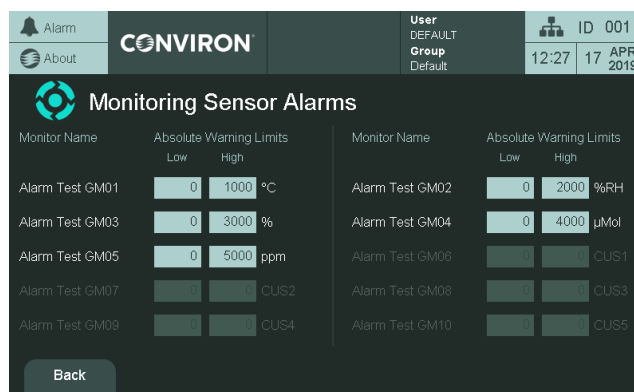 Alarm
About
CONVIRON
User
DEFAULT
Group
Default
ID 001
12:27 17 APR 2019
Monitoring Sensor Alarms
Monitor Name Absolute Warning Limits Monitor Name Absolute Warning Limits
Low High Low High
Alarm Test GM01 0 1000 °C Alarm Test GM02 0 2000 %RH
Alarm Test GM03 0 3000 % Alarm Test GM04 0 4000 µMol
Alarm Test GM05 0 5000 ppm Alarm Test GM06 0 0 CUS1
Alarm Test GM07 0 0 CUS2 Alarm Test GM08 0 0 CUS3
Alarm Test GM09 0 0 CUS4 Alarm Test GM10 0 0 CUS5
Back